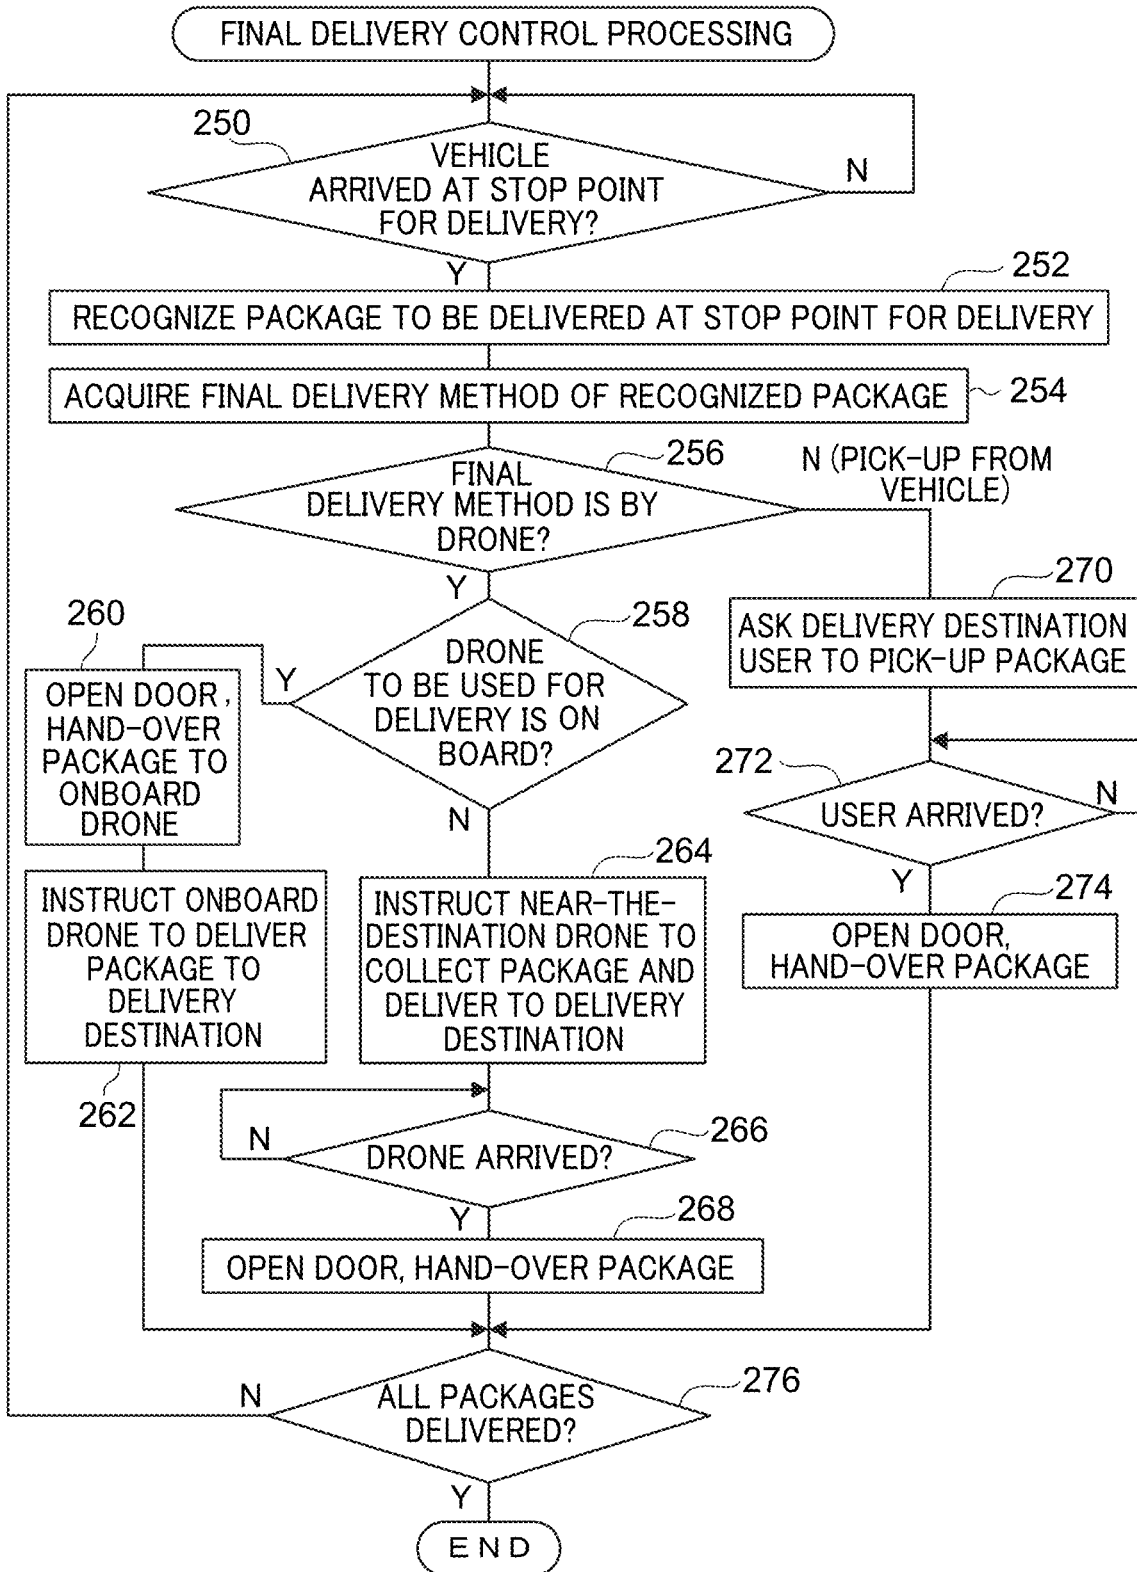 FINAL DELIVERY CONTROL PROCESSING
250
VEHICLE
ARRIVED AT STOP POINT
FOR DELIVERY?
N
Y
252
RECOGNIZE PACKAGE TO BE DELIVERED AT STOP POINT FOR DELIVERY
ACQUIRE FINAL DELIVERY METHOD OF RECOGNIZED PACKAGE
254
256
FINAL
DELIVERY METHOD IS BY
DRONE?
N (PICK-UP FROM
VEHICLE)
Y
258
DRONE
TO BE USED FOR
DELIVERY IS ON
BOARD?
Y
N
260
OPEN DOOR,
HAND-OVER
PACKAGE TO
ONBOARD
DRONE
INSTRUCT ONBOARD
DRONE TO DELIVER
PACKAGE TO
DELIVERY
DESTINATION
262
264
INSTRUCT NEAR-THE-
DESTINATION DRONE TO
COLLECT PACKAGE AND
DELIVER TO DELIVERY
DESTINATION
N
DRONE ARRIVED?
266
Y
268
OPEN DOOR, HAND-OVER PACKAGE
270
ASK DELIVERY DESTINATION
USER TO PICK-UP PACKAGE
272
USER ARRIVED?
N
Y
274
OPEN DOOR,
HAND-OVER PACKAGE
N
ALL PACKAGES
DELIVERED?
276
Y
END